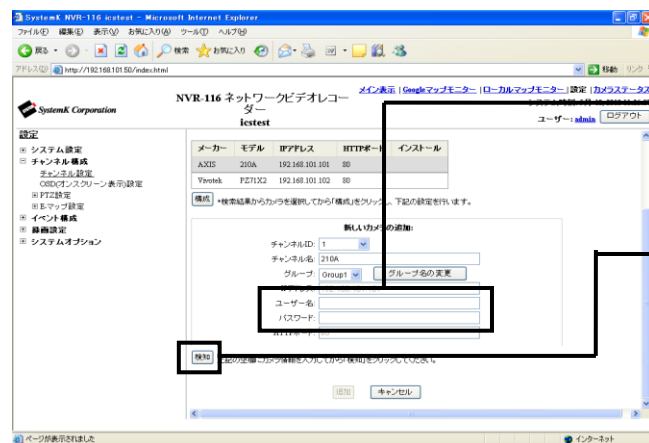 SystemK NVR-116 icstest - Microsoft Internet Explorer
ファイル(F) 編集(E) 表示(V) お気に入り(A) ツール(T) ヘルプ(H)
戻る 検索 お気に入り
アドレス(D) http://192.168.101.50/index.html 移動 リンク
SystemK Corporation
NVR-116 ネットワークビデオレコーダー
icstest
メイン表示 | Googleマップモニター | ローカルマップモニター | 設定 | カメラステータス
ユーザー: admin ログアウト
設定
システム設定
チャンネル構成
チャンネル設定
OSD(オンスクリーン表示)設定
PTZ設定
E-マップ設定
イベント構成
録画設定
システムオプション
メーカー モデル IPアドレス HTTPポート インストール
AXIS 210A 192.168.101.101 80
Vivotek PZ71X2 192.168.101.102 80
構成 *検索結果からカメラを選択してから「構成」をクリックし、下記の設定を行います。
新しいカメラの追加:
チャンネルID: 1
チャンネル名: 210A
グループ: Group1 グループ名の変更
ユーザー名:
パスワード:
検知 上記の空欄にカメラ情報を入力してから「検知」をクリックしてください。
追加 キャンセル
ページが表示されました インターネット